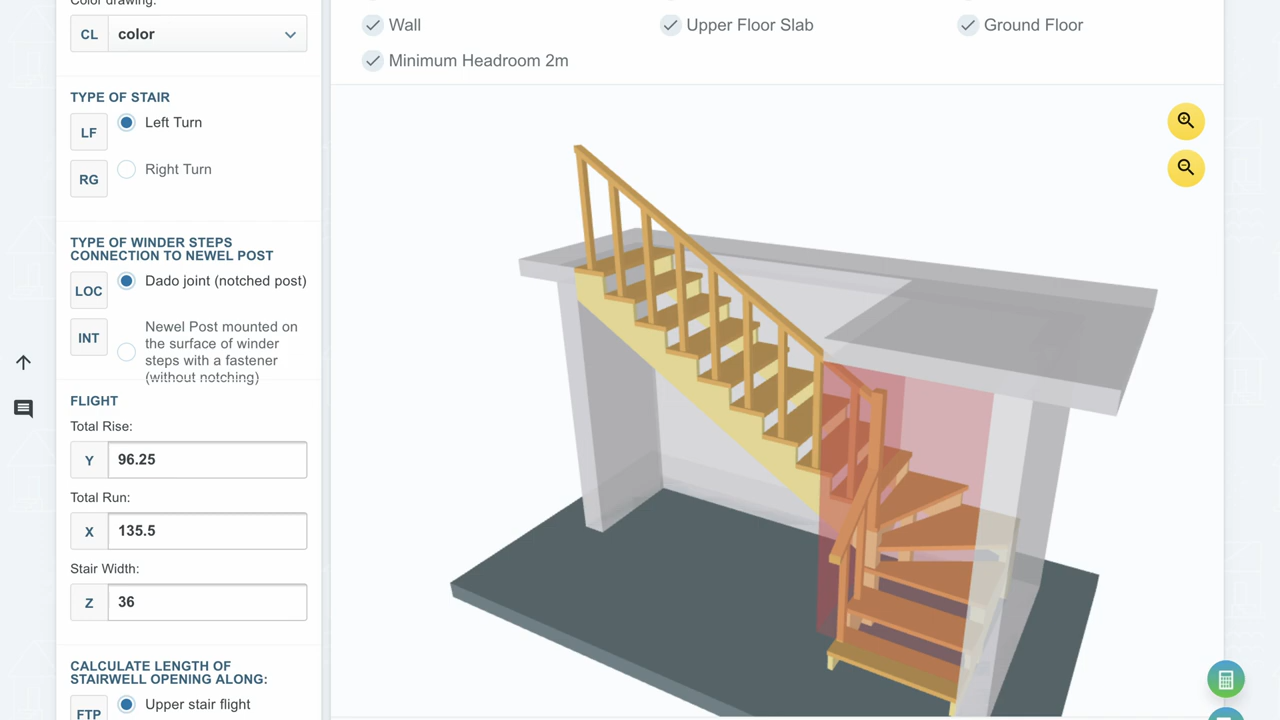 Color drawing:
CL color
Wall
Upper Floor Slab
Ground Floor
Minimum Headroom 2m
TYPE OF STAIR
LF Left Turn
RG Right Turn
TYPE OF WINDER STEPS
CONNECTION TO NEWEL POST
LOC Dado joint (notched post)
INT Newel Post mounted on
the surface of winder
steps with a fastener
(without notching)
FLIGHT
Total Rise:
Y 96.25
Total Run:
X 135.5
Stair Width:
Z 36
CALCULATE LENGTH OF
STAIRWELL OPENING ALONG:
FTP Upper stair flight